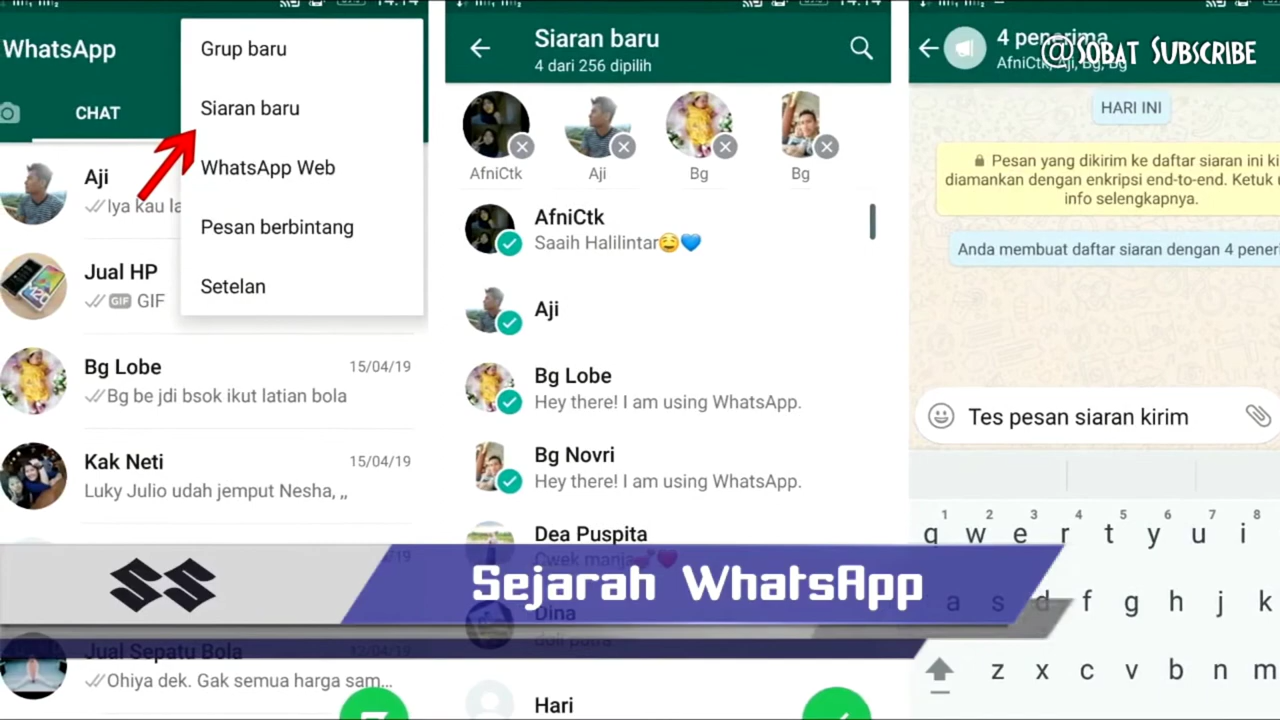 14:14
WhatsApp
Grup baru
Siaran baru
WhatsApp Web
Pesan berbintang
Setelan
CHAT
Aji
Iya kau la
Jual HP
GIF GIF
Bg Lobe
15/04/19
Bg be jdi bsok ikut latian bola
Kak Neti
15/04/19
Luky Julio udah jemput Nesha, ,,
Jual Sepatu Bola
Ohiya dek. Gak semua harga sam...
14:14
Siaran baru
4 dari 256 dipilih
AfniCtk
Aji
Bg
Bg
AfniCtk
Saaih Halilintar🤤💙
Aji
Bg Lobe
Hey there! I am using WhatsApp.
Bg Novri
Hey there! I am using WhatsApp.
Dea Puspita
Cwek manja
Dina
Hari
4 penerima
AfniCtk, Aji, Bg, Bg
@Sobat Subscribe
HARI INI
Pesan yang dikirim ke daftar siaran ini ki
diamankan dengan enkripsi end-to-end. Ketuk u
info selengkapnya.
Anda membuat daftar siaran dengan 4 peneri
Tes pesan siaran kirim
1 2 3 4 5 6 7 8
q w e r t y u i
a s d f g h j k
z x c v b n m
Sejarah WhatsApp